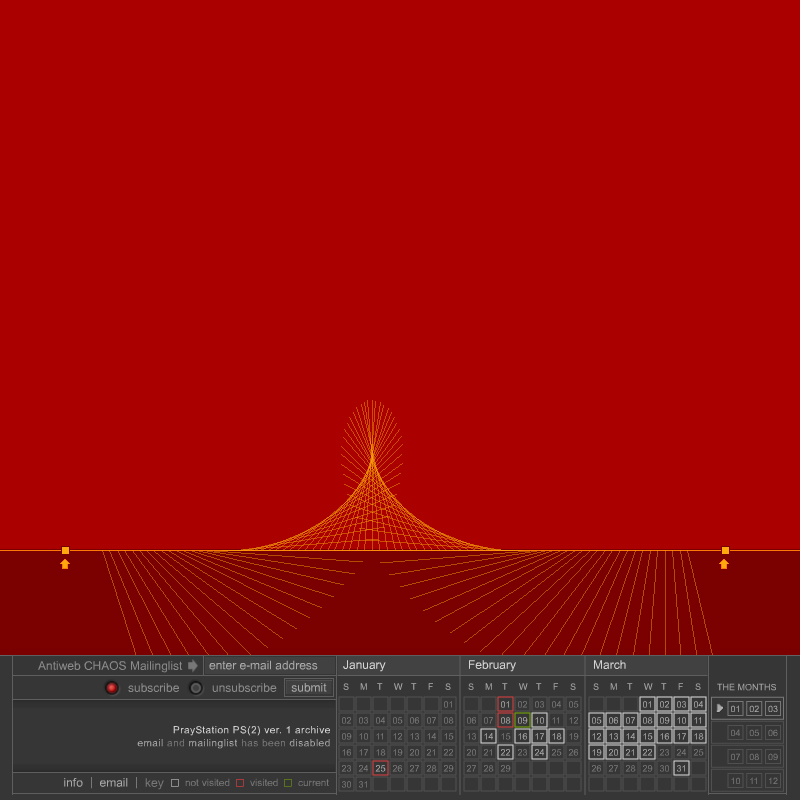 Antiweb CHAOS Mailinglist enter e-mail address
subscribe unsubscribe submit
PrayStation PS(2) ver. 1 archive
email and mailinglist has been disabled
info | email | key not visited visited current
January
S M T W T F S
01
02 03 04 05 06 07 08
09 10 11 12 13 14 15
16 17 18 19 20 21 22
23 24 25 26 27 28 29
30 31
February
S M T W T F S
01 02 03 04 05
06 07 08 09 10 11 12
13 14 15 16 17 18 19
20 21 22 23 24 25 26
27 28 29
March
S M T W T F S
01 02 03 04
05 06 07 08 09 10 11
12 13 14 15 16 17 18
19 20 21 22 23 24 25
26 27 28 29 30 31
THE MONTHS
01 02 03
04 05 06
07 08 09
10 11 12